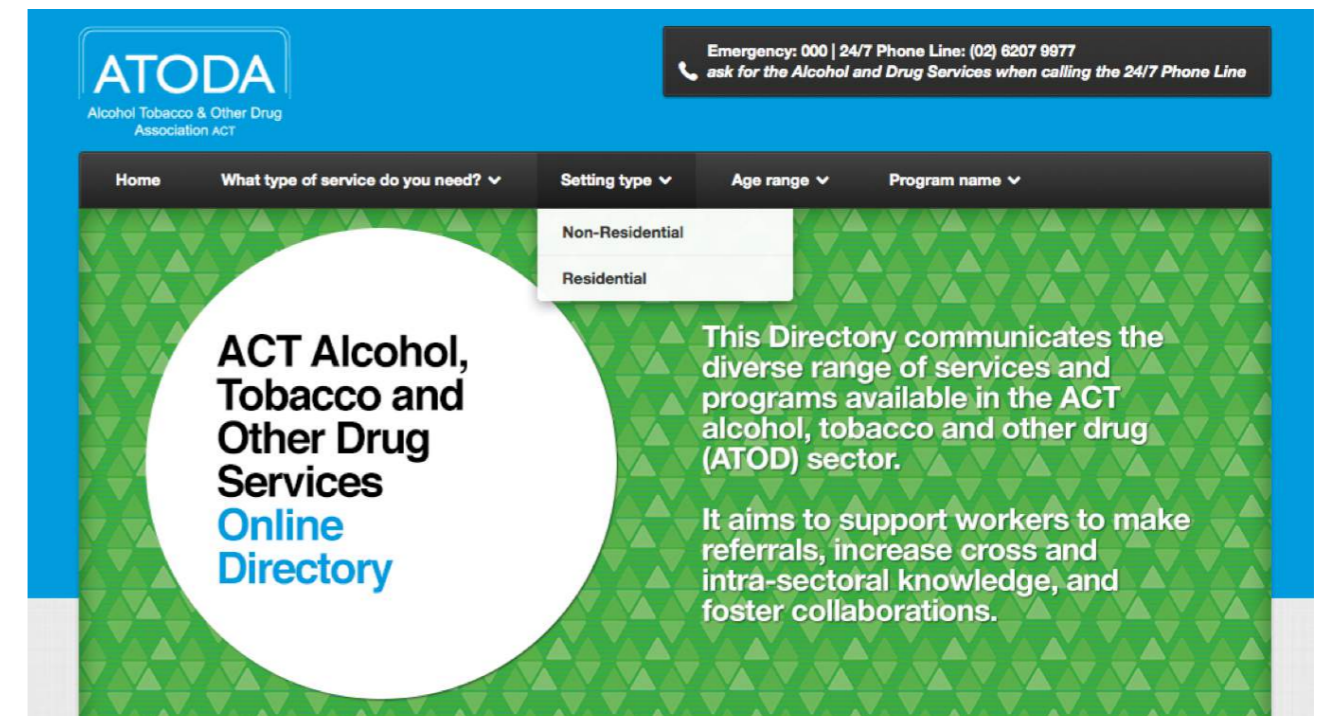 ATODA
Alcohol Tobacco & Other Drug
Association ACT
Emergency: 000 | 24/7 Phone Line: (02) 6207 9977
ask for the Alcohol and Drug Services when calling the 24/7 Phone Line
Home What type of service do you need? Setting type Age range Program name
Non-Residential
Residential
ACT Alcohol,
Tobacco and
Other Drug
Services
Online
Directory
This Directory communicates the
diverse range of services and
programs available in the ACT
alcohol, tobacco and other drug
(ATOD) sector.
It aims to support workers to make
referrals, increase cross and
intra-sectoral knowledge, and
foster collaborations.